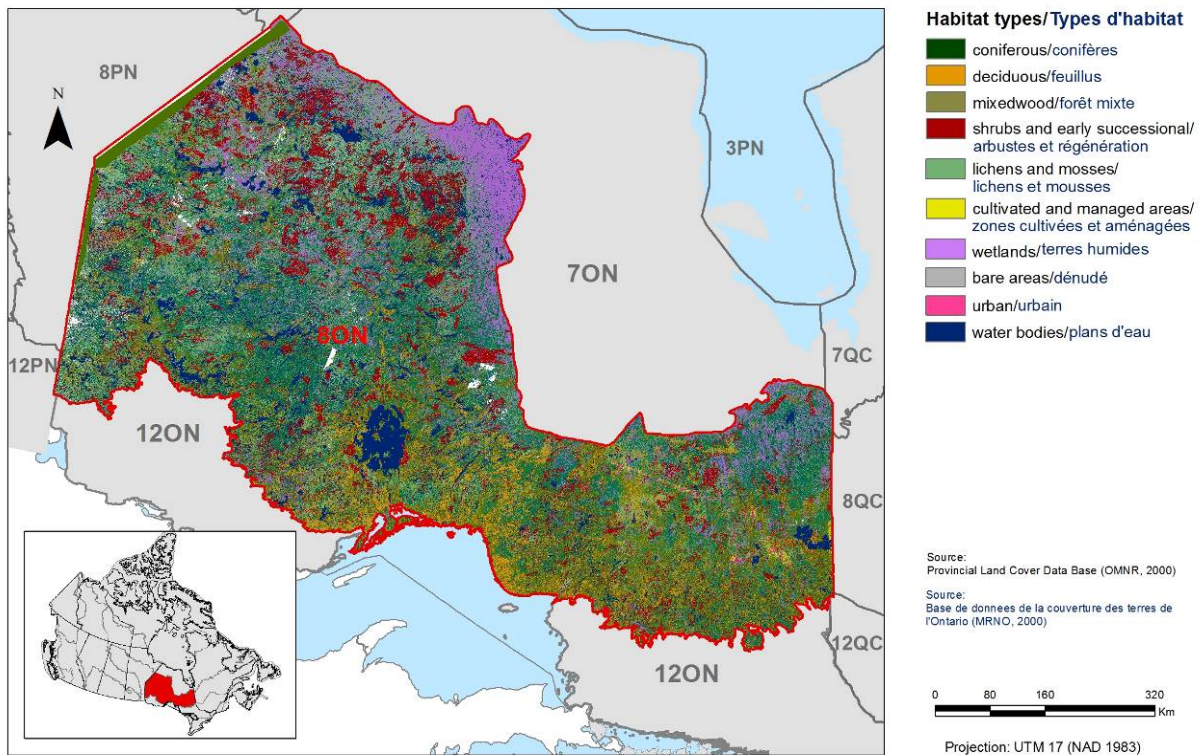 8PN
N
3PN
7ON
8ON
12PN
7QC
12ON
8QC
12ON
12QC
Habitat types/Types d'habitat
coniferous/conifères
deciduous/feuillus
mixedwood/forêt mixte
shrubs and early successional/
arbustes et régénération
lichens and mosses/
lichens et mousses
cultivated and managed areas/
zones cultivées et aménagées
wetlands/terres humides
bare areas/dénudé
urban/urbain
water bodies/plans d'eau
Source:
Provincial Land Cover Data Base (OMNR, 2000)
Source:
Base de donnees de la couverture des terres de
l'Ontario (MRNO, 2000)
0 80 160 320
Km
Projection: UTM 17 (NAD 1983)